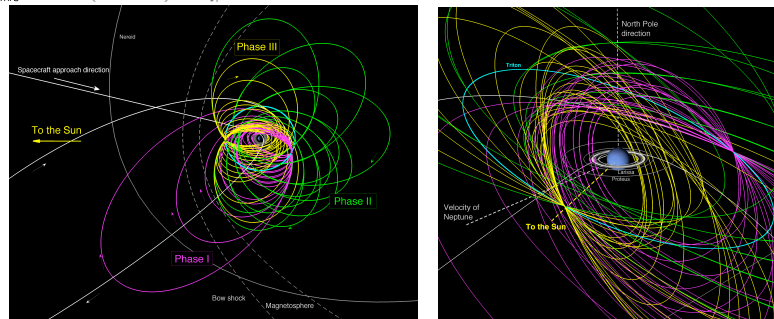 Phase III
Nereid
Spacecraft approach direction
To the Sun
Phase II
Phase I
Bow shock
Magnetosphere
North Pole
direction
Triton
Larissa
Proteus
Velocity of
Neptune
To the Sun